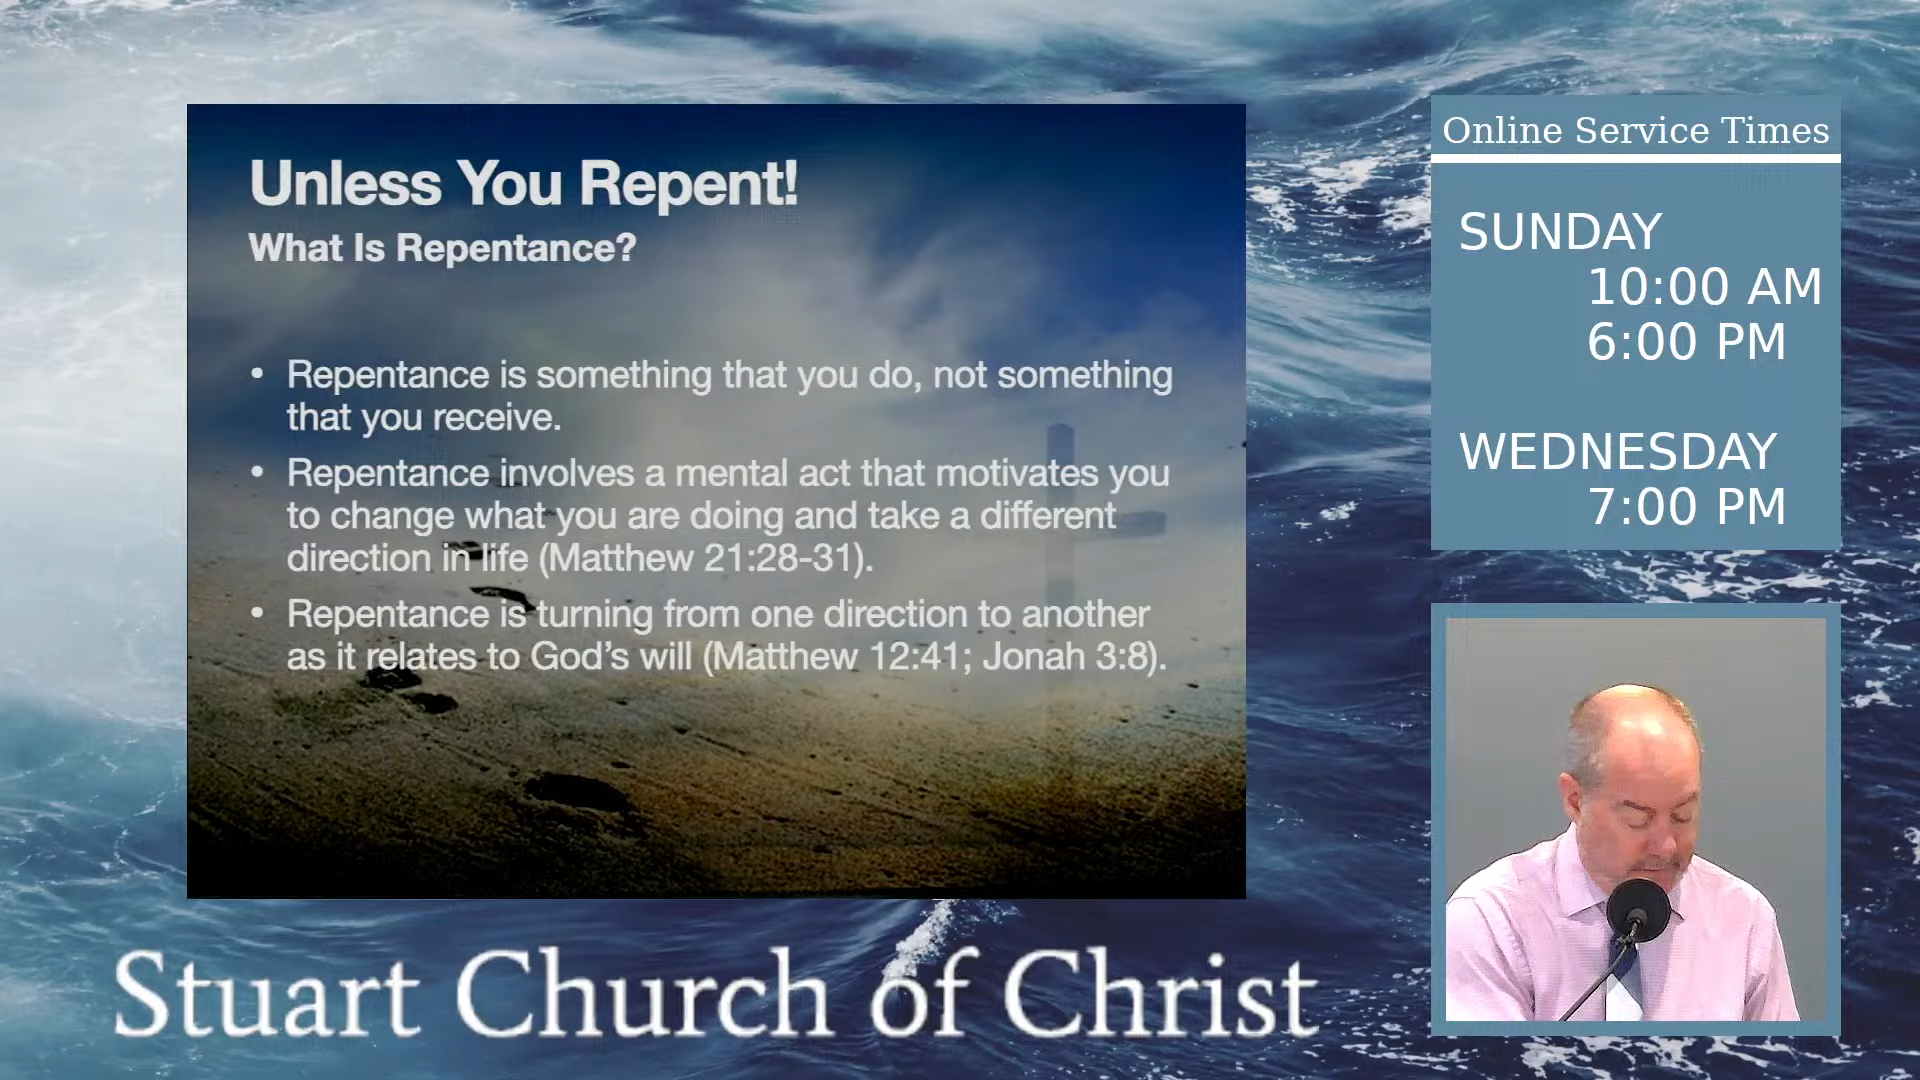 Unless You Repent!
What Is Repentance?
• Repentance is something that you do, not something
that you receive.
• Repentance involves a mental act that motivates you
to change what you are doing and take a different
direction in life (Matthew 21:28-31).
• Repentance is turning from one direction to another
as it relates to God’s will (Matthew 12:41; Jonah 3:8).
Online Service Times
SUNDAY
10:00 AM
6:00 PM
WEDNESDAY
7:00 PM
Stuart Church of Christ